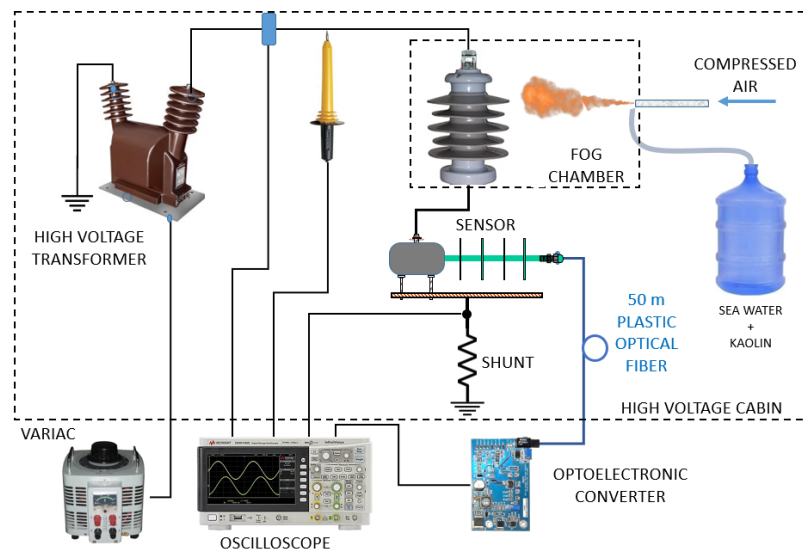 COMPRESSED
AIR
FOG
CHAMBER
HIGH VOLTAGE
TRANSFORMER
SENSOR
50 m
PLASTIC
OPTICAL
FIBER
SEA WATER
+
KAOLIN
SHUNT
HIGH VOLTAGE CABIN
VARIAC
OPTOELECTRONIC
CONVERTER
OSCILLOSCOPE